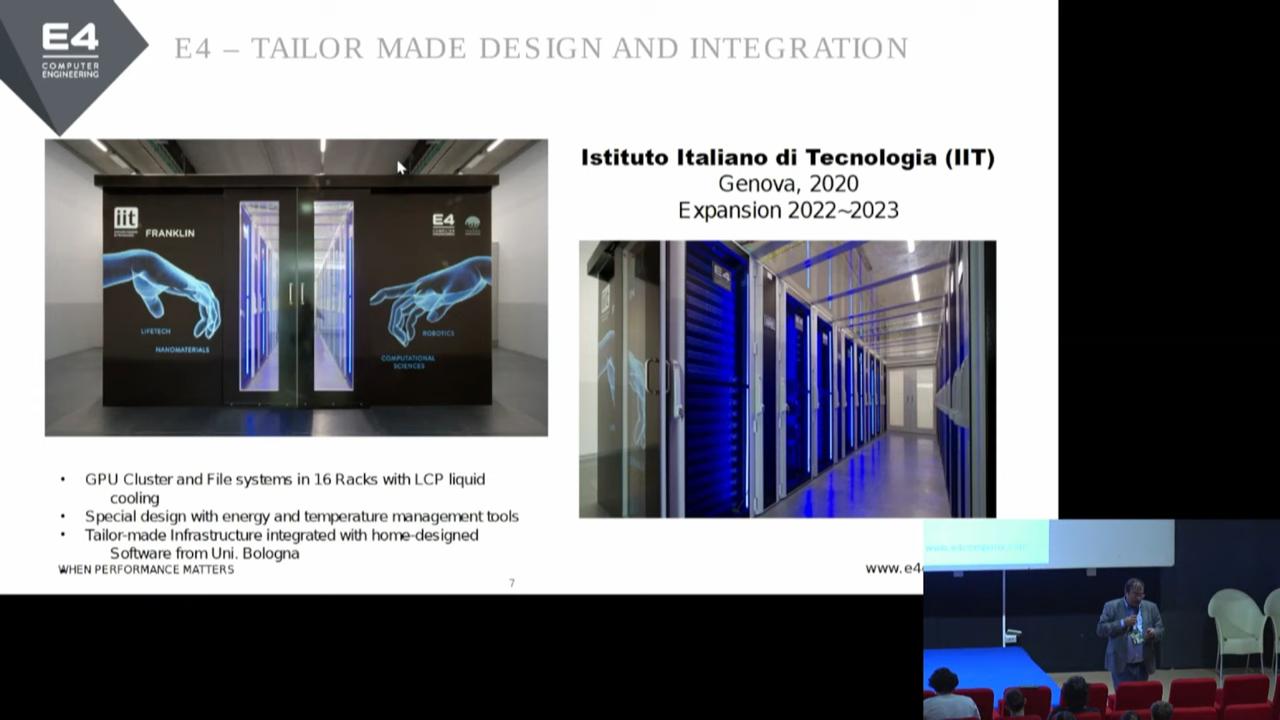 E4
COMPUTER
ENGINEERING
E4 – TAILOR MADE DESIGN AND INTEGRATION
iit
FRANKLIN
E4
LIFETECH
NANOMATERIALS
ROBOTICS
COMPUTATIONAL
SCIENCES
Istituto Italiano di Tecnologia (IIT)
Genova, 2020
Expansion 2022~2023
E4
• GPU Cluster and File systems in 16 Racks with LCP liquid
cooling
• Special design with energy and temperature management tools
• Tailor-made Infrastructure integrated with home-designed
Software from Uni. Bologna
WHEN PERFORMANCE MATTERS
7
www.e4